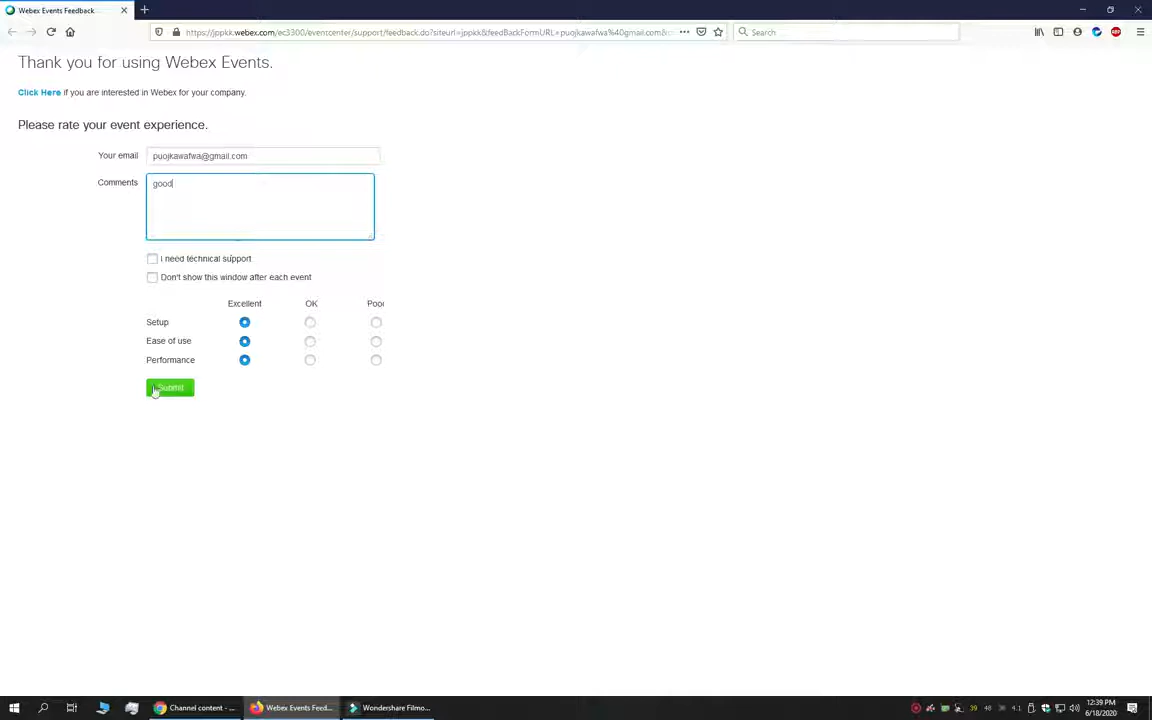 Webex Events Feedback
https://jppkk.webex.com/ec3300/eventcenter/support/feedback.do?siteurl=jppkk&feedBackFormURL=puojkawafwa%40gmail.com&
Search
Thank you for using Webex Events.
Click Here if you are interested in Webex for your company.
Please rate your event experience.
Your email puojkawafwa@gmail.com
Comments good
I need technical support
Don't show this window after each event
Excellent OK Poor
Setup
Ease of use
Performance
Submit
Channel content - ... Webex Events Feed... Wondershare Filmo... 39 48 4.1 12:39 PM
6/18/2020